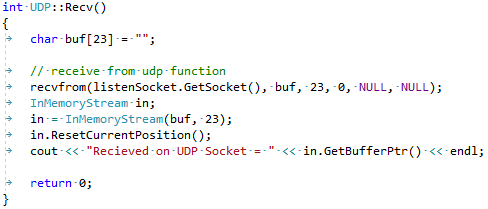 int UDP::Recv()
{
char buf[23] = "";
// receive from udp function
recvfrom(listenSocket.GetSocket(), buf, 23, 0, NULL, NULL);
InMemoryStream in;
in = InMemoryStream(buf, 23);
in.ResetCurrentPosition();
cout << "Recieved on UDP Socket = " << in.GetBufferPtr() << endl;
return 0;
}